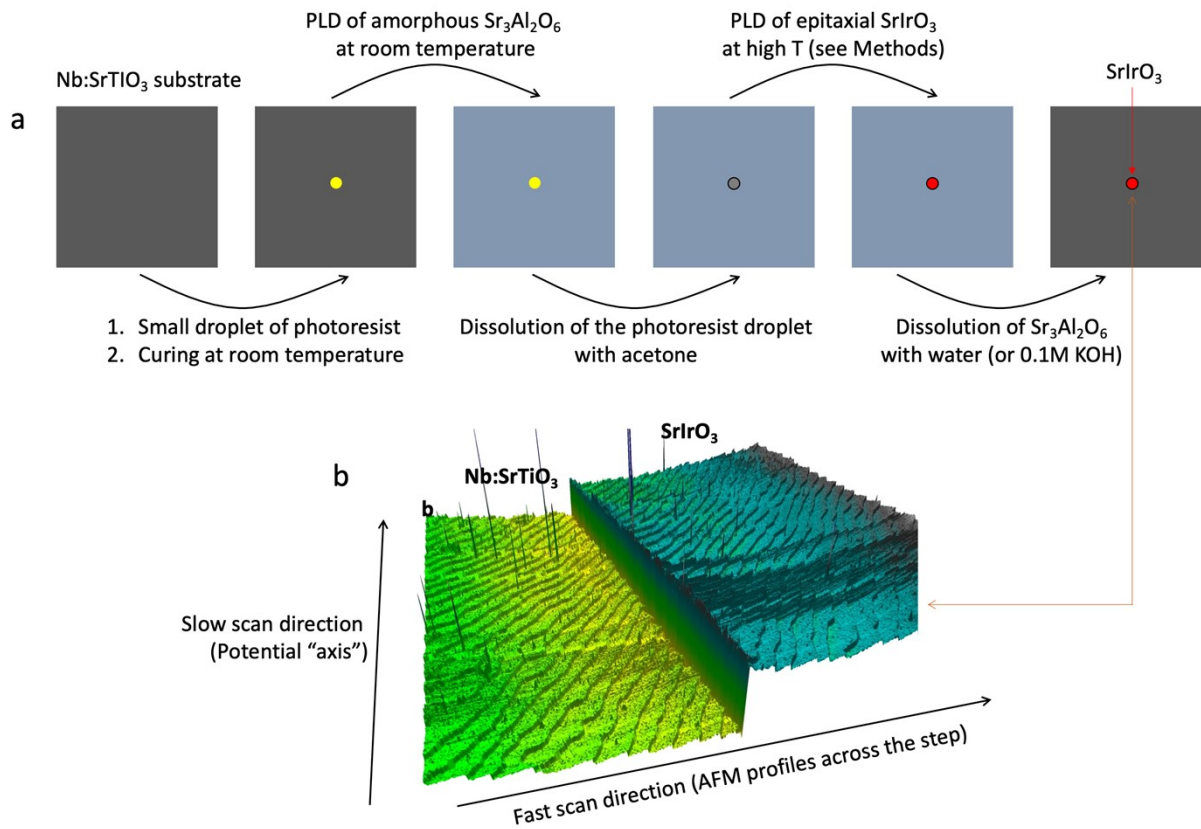 PLD of amorphous Sr₃Al₂O₆
at room temperature
PLD of epitaxial SrIrO₃
at high T (see Methods)
Nb:SrTIO₃ substrate
SrIrO₃
a
1. Small droplet of photoresist
2. Curing at room temperature
Dissolution of the photoresist droplet
with acetone
Dissolution of Sr₃Al₂O₆
with water (or 0.1M KOH)
b
SrIrO₃
Nb:SrTiO₃
b
Slow scan direction
(Potential “axis”)
Fast scan direction (AFM profiles across the step)